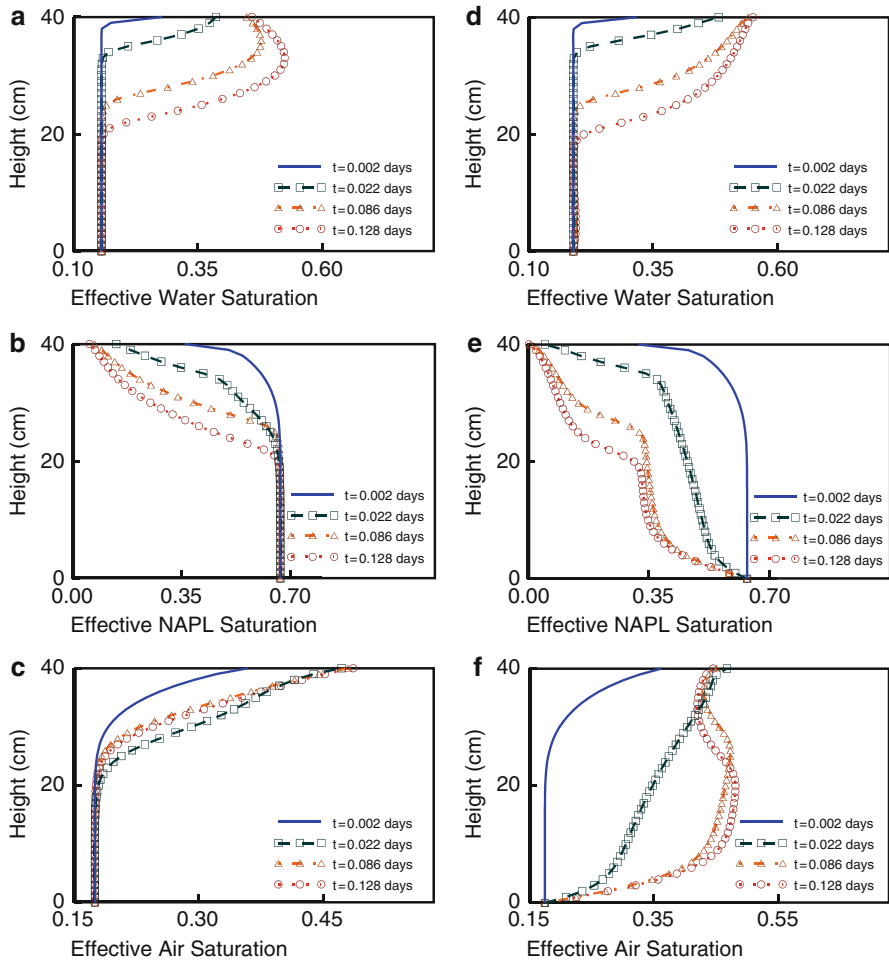 a
40
20
0
Height (cm)
t=0.002 days
t=0.022 days
t=0.086 days
t=0.128 days
0.10 0.35 0.60
Effective Water Saturation
d
40
20
0
Height (cm)
t=0.002 days
t=0.022 days
t=0.086 days
t=0.128 days
0.10 0.35 0.60
Effective Water Saturation
b
40
20
0
Height (cm)
t=0.002 days
t=0.022 days
t=0.086 days
t=0.128 days
0.00 0.35 0.70
Effective NAPL Saturation
e
40
20
0
Height (cm)
t=0.002 days
t=0.022 days
t=0.086 days
t=0.128 days
0.00 0.35 0.70
Effective NAPL Saturation
c
40
20
0
Height (cm)
t=0.002 days
t=0.022 days
t=0.086 days
t=0.128 days
0.15 0.30 0.45
Effective Air Saturation
f
40
20
0
Height (cm)
t=0.002 days
t=0.022 days
t=0.086 days
t=0.128 days
0.15 0.35 0.55
Effective Air Saturation